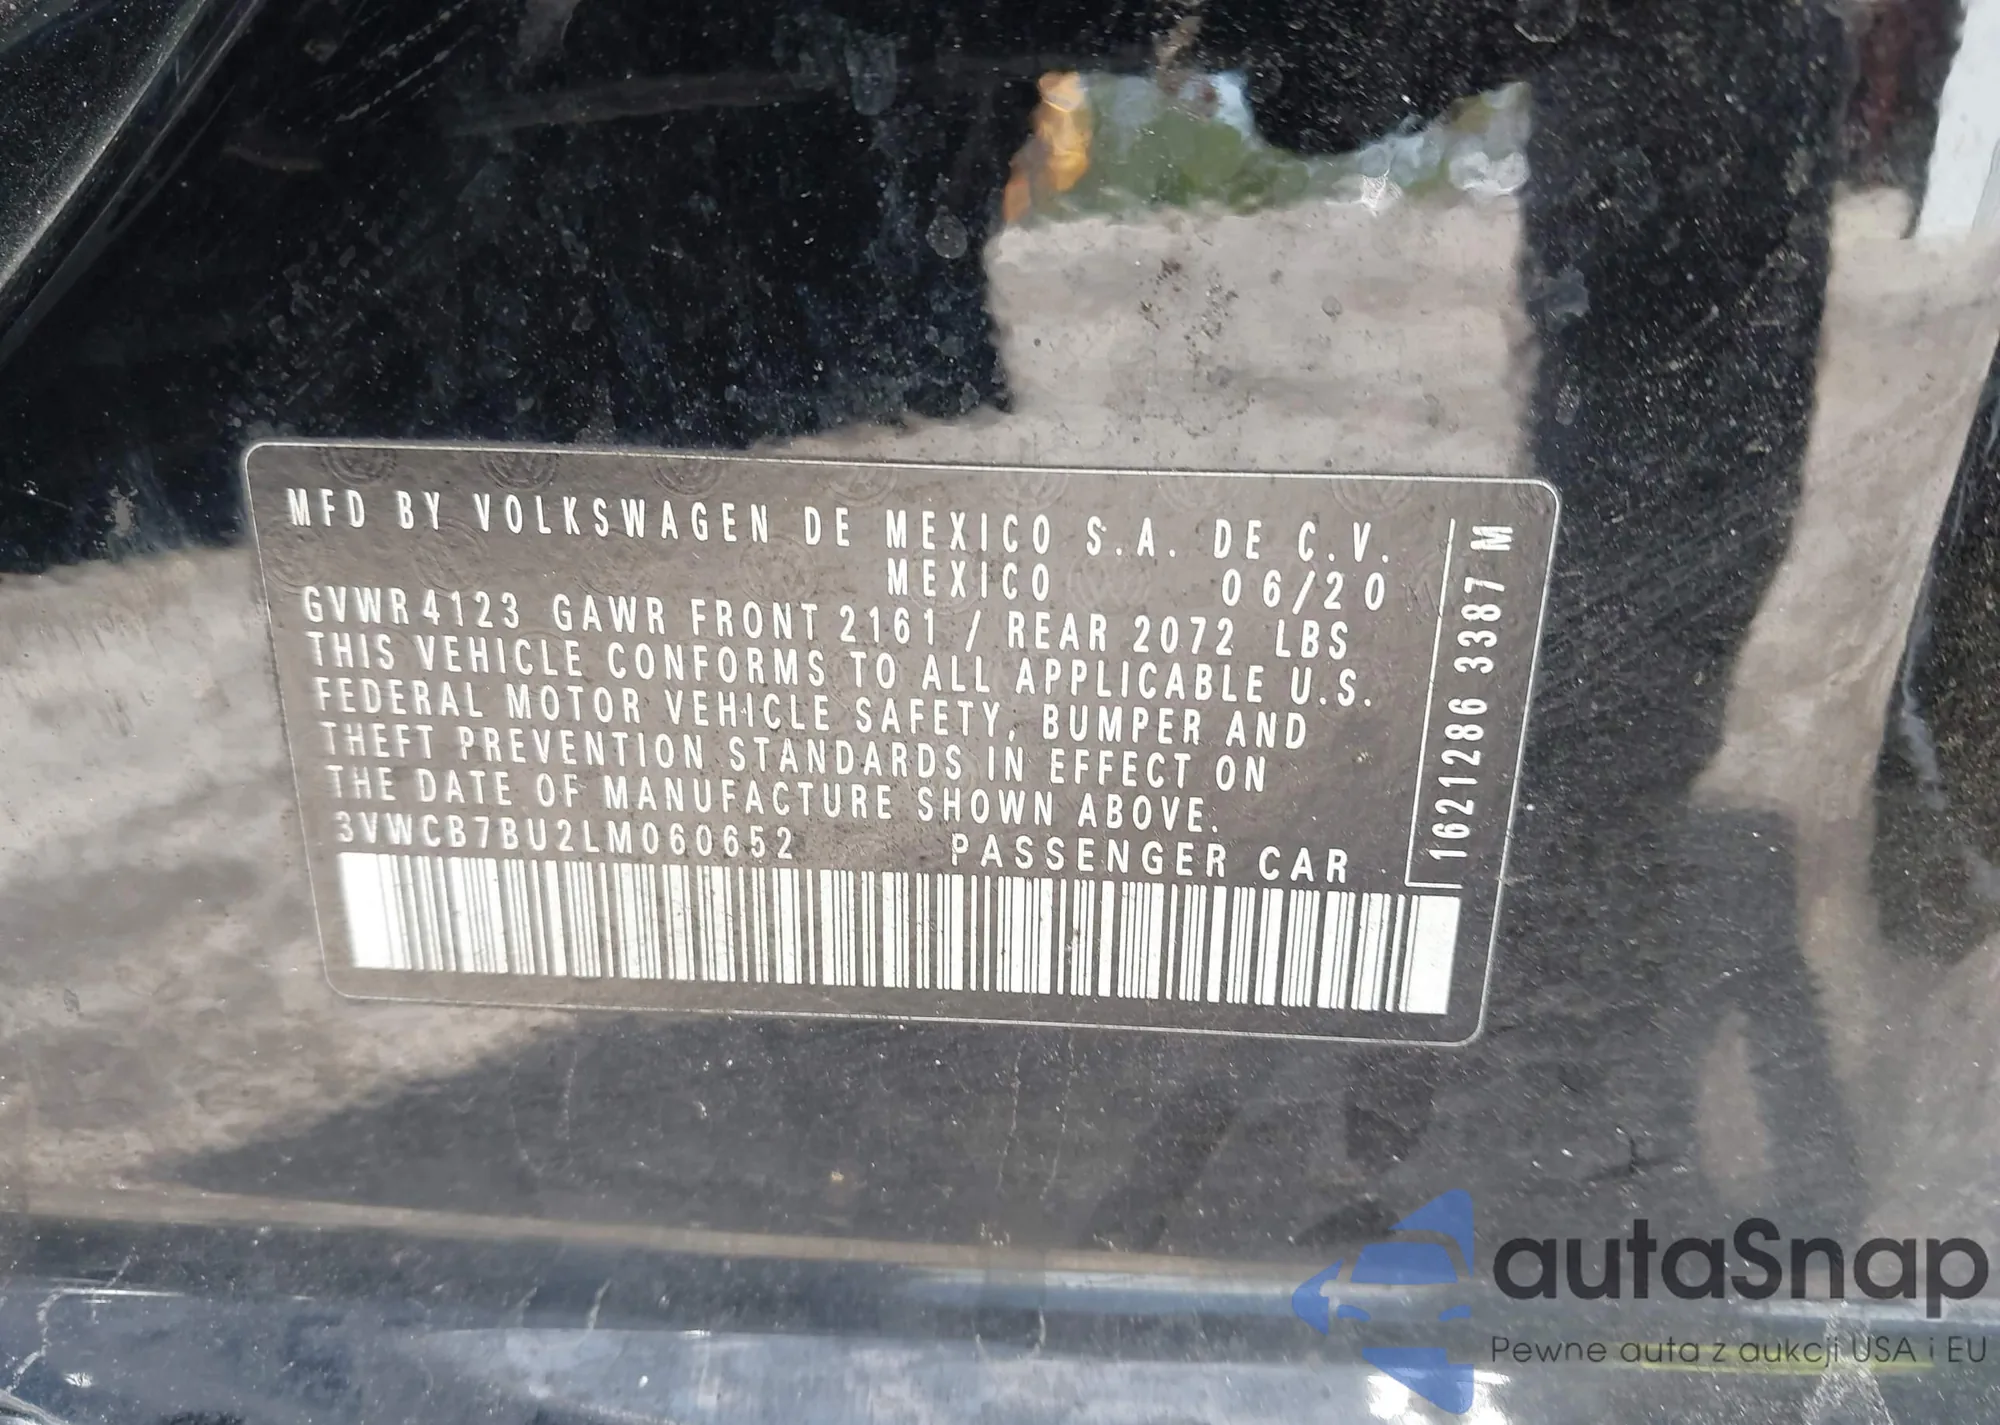 MFD BY VOLKSWAGEN DE MEXICO S.A. DE C.V.
MEXICO 06/20
GVWR 4123 GAWR FRONT 2161 / REAR 2072 LBS
THIS VEHICLE CONFORMS TO ALL APPLICABLE U.S.
FEDERAL MOTOR VEHICLE SAFETY, BUMPER AND
THEFT PREVENTION STANDARDS IN EFFECT ON
THE DATE OF MANUFACTURE SHOWN ABOVE.
3VWCB7BU2LM060652 PASSENGER CAR
1621286 3387 M
autaSnap
Pewne auta z aukcji USA i EU